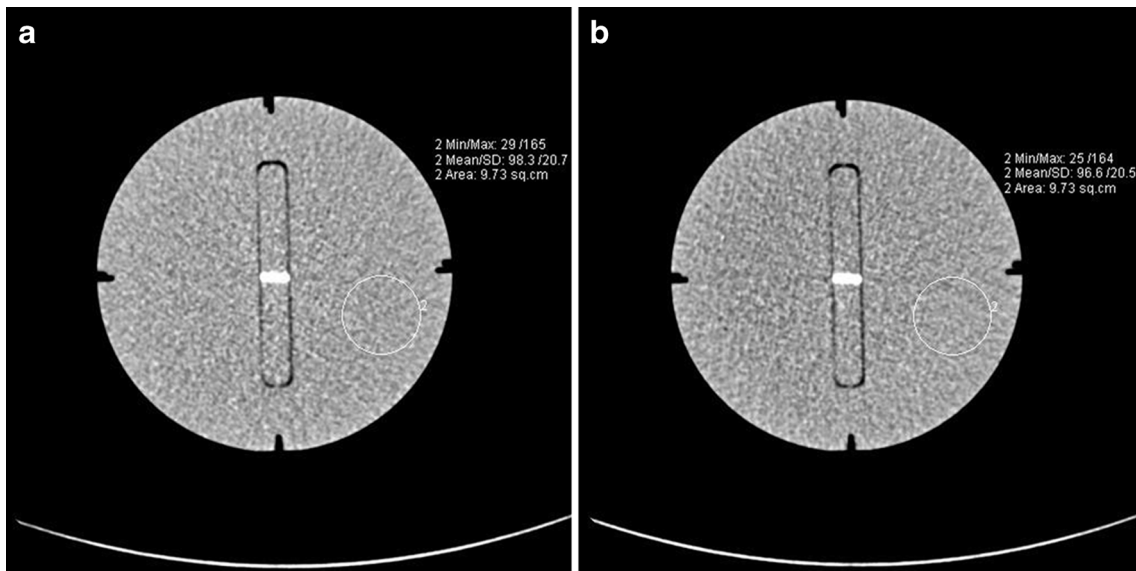 a
2 Min/Max: 29 /165
2 Mean/SD: 98.3 /20.7
2 Area: 9.73 sq.cm
2
b
2 Min/Max: 25 /164
2 Mean/SD: 96.6 /20.5
2 Area: 9.73 sq.cm
2